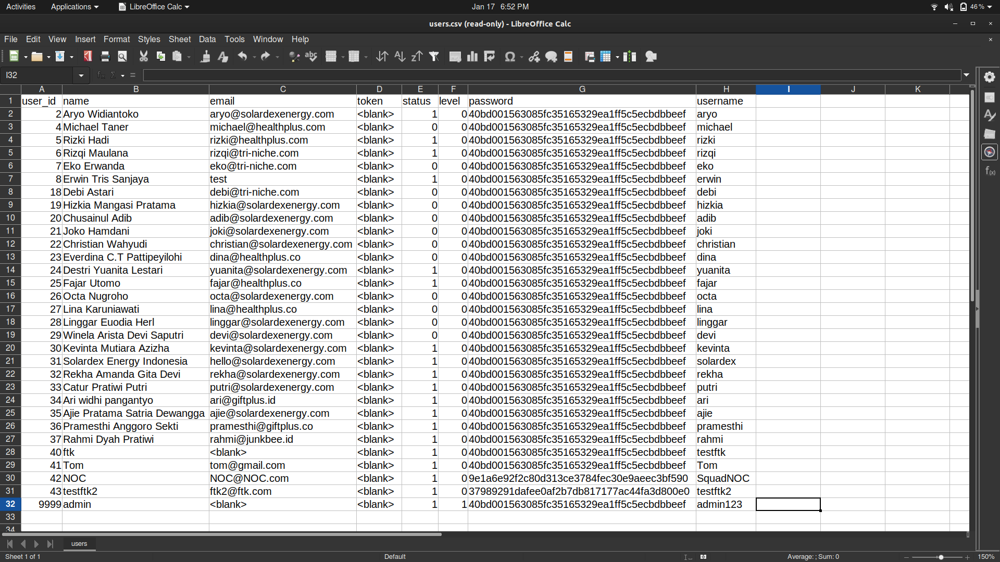 Activities Applications LibreOffice Calc Jan 17 6:52 PM 46 %
users.csv (read-only) - LibreOffice Calc
File Edit View Insert Format Styles Sheet Data Tools Window Help
I32
A B C D E F G H I J K
1 user_id name email token status level password username
2 2 Aryo Widiantoko aryo@solardexenergy.com <blank> 1 0 40bd001563085fc35165329ea1ff5c5ecbdbbeef aryo
3 4 Michael Taner michael@healthplus.com <blank> 0 0 40bd001563085fc35165329ea1ff5c5ecbdbbeef michael
4 5 Rizki Hadi rizki@healthplus.com <blank> 1 0 40bd001563085fc35165329ea1ff5c5ecbdbbeef rizki
5 6 Rizqi Maulana rizqi@tri-niche.com <blank> 1 0 40bd001563085fc35165329ea1ff5c5ecbdbbeef rizqi
6 7 Eko Erwanda eko@tri-niche.com <blank> 0 0 40bd001563085fc35165329ea1ff5c5ecbdbbeef eko
7 8 Erwin Tris Sanjaya test <blank> 1 0 40bd001563085fc35165329ea1ff5c5ecbdbbeef erwin
8 18 Debi Astari debi@tri-niche.com <blank> 0 0 40bd001563085fc35165329ea1ff5c5ecbdbbeef debi
9 19 Hizkia Mangasi Pratama hizkia@solardexenergy.com <blank> 0 0 40bd001563085fc35165329ea1ff5c5ecbdbbeef hizkia
10 20 Chusainul Adib adib@solardexenergy.com <blank> 0 0 40bd001563085fc35165329ea1ff5c5ecbdbbeef adib
11 21 Joko Hamdani joki@solardexenergy.com <blank> 0 0 40bd001563085fc35165329ea1ff5c5ecbdbbeef joki
12 22 Christian Wahyudi christian@solardexenergy.com <blank> 0 0 40bd001563085fc35165329ea1ff5c5ecbdbbeef christian
13 23 Everdina C.T Pattipeyilohi dina@healthplus.co <blank> 0 0 40bd001563085fc35165329ea1ff5c5ecbdbbeef dina
14 24 Destri Yuanita Lestari yuanita@solardexenergy.com <blank> 1 0 40bd001563085fc35165329ea1ff5c5ecbdbbeef yuanita
15 25 Fajar Utomo fajar@healthplus.co <blank> 1 0 40bd001563085fc35165329ea1ff5c5ecbdbbeef fajar
16 26 Octa Nugroho octa@solardexenergy.com <blank> 0 0 40bd001563085fc35165329ea1ff5c5ecbdbbeef octa
17 27 Lina Karuniawati lina@healthplus.co <blank> 0 0 40bd001563085fc35165329ea1ff5c5ecbdbbeef lina
18 28 Linggar Euodia Herl linggar@solardexenergy.com <blank> 0 0 40bd001563085fc35165329ea1ff5c5ecbdbbeef linggar
19 29 Winela Arista Devi Saputri devi@solardexenergy.com <blank> 0 0 40bd001563085fc35165329ea1ff5c5ecbdbbeef devi
20 30 Kevinta Mutiara Azizha kevinta@solardexenergy.com <blank> 1 0 40bd001563085fc35165329ea1ff5c5ecbdbbeef kevinta
21 31 Solardex Energy Indonesia hello@solardexenergy.com <blank> 1 0 40bd001563085fc35165329ea1ff5c5ecbdbbeef solardex
22 32 Rekha Amanda Gita Devi rekha@solardexenergy.com <blank> 1 0 40bd001563085fc35165329ea1ff5c5ecbdbbeef rekha
23 33 Catur Pratiwi Putri putri@solardexenergy.com <blank> 1 0 40bd001563085fc35165329ea1ff5c5ecbdbbeef putri
24 34 Ari widhi pangantyo ari@giftplus.id <blank> 1 0 40bd001563085fc35165329ea1ff5c5ecbdbbeef ari
25 35 Ajie Pratama Satria Dewangga ajie@solardexenergy.com <blank> 1 0 40bd001563085fc35165329ea1ff5c5ecbdbbeef ajie
26 36 Pramesthi Anggoro Sekti pramesthi@giftplus.co <blank> 1 0 40bd001563085fc35165329ea1ff5c5ecbdbbeef pramesthi
27 37 Rahmi Dyah Pratiwi rahmi@junkbee.id <blank> 1 0 40bd001563085fc35165329ea1ff5c5ecbdbbeef rahmi
28 40 ftk <blank> <blank> 1 0 40bd001563085fc35165329ea1ff5c5ecbdbbeef testftk
29 41 Tom tom@gmail.com <blank> 1 0 40bd001563085fc35165329ea1ff5c5ecbdbbeef Tom
30 42 NOC NOC@NOC.com <blank> 1 0 9e1a6e92f2c80d313ce3784fec30e9aeec3bf590 SquadNOC
31 43 testftk2 ftk2@ftk.com <blank> 1 0 37989291dafee0af2b7db817177ac44fa3d800e0 testftk2
32 9999 admin <blank> <blank> 1 1 40bd001563085fc35165329ea1ff5c5ecbdbbeef admin123
33
34
users
Sheet 1 of 1 Default Average: ; Sum: 0 150%